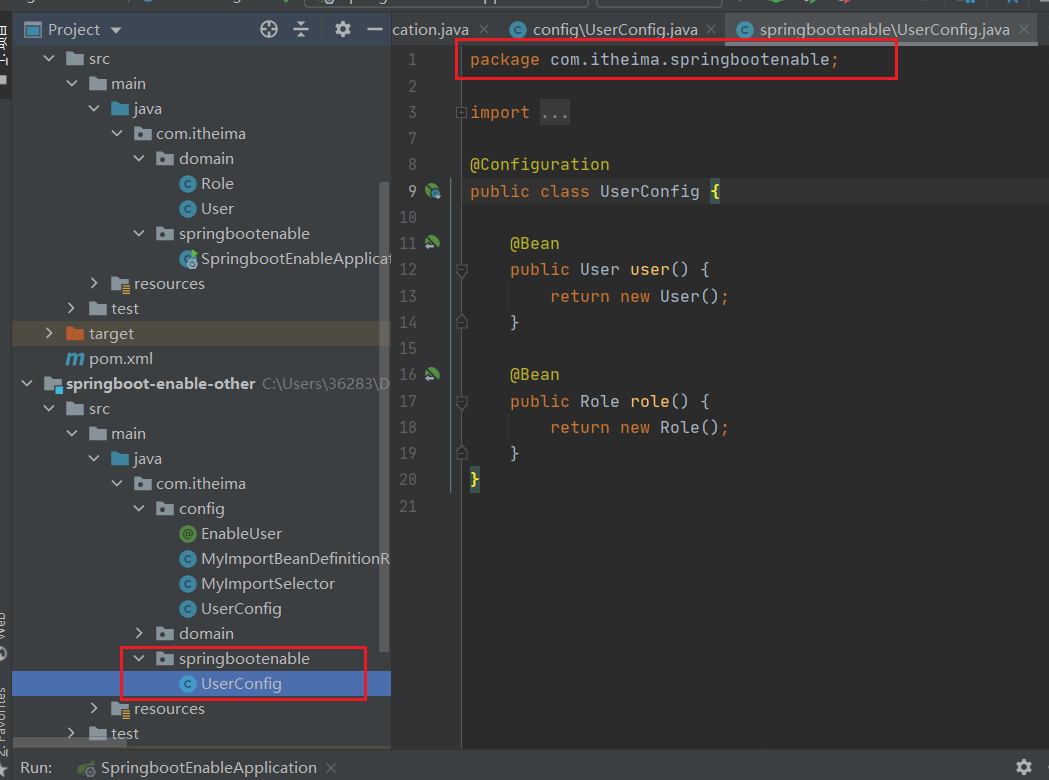 Project
cation.java
config\UserConfig.java
springbootenable\UserConfig.java
src
main
java
com.itheima
domain
Role
User
springbootenable
SpringbootEnableApplicat
resources
test
target
pom.xml
springboot-enable-other C:\Users\36283\D
src
main
java
com.itheima
config
EnableUser
MyImportBeanDefinitionR
MyImportSelector
UserConfig
domain
springbootenable
UserConfig
resources
test
1 package com.itheima.springbootenable;
2
3 import ...
7
8 @Configuration
9 public class UserConfig {
10
11 @Bean
12 public User user() {
13 return new User();
14 }
15
16 @Bean
17 public Role role() {
18 return new Role();
19 }
20 }
21
Web
2: Favorites
Run: SpringbootEnableApplication